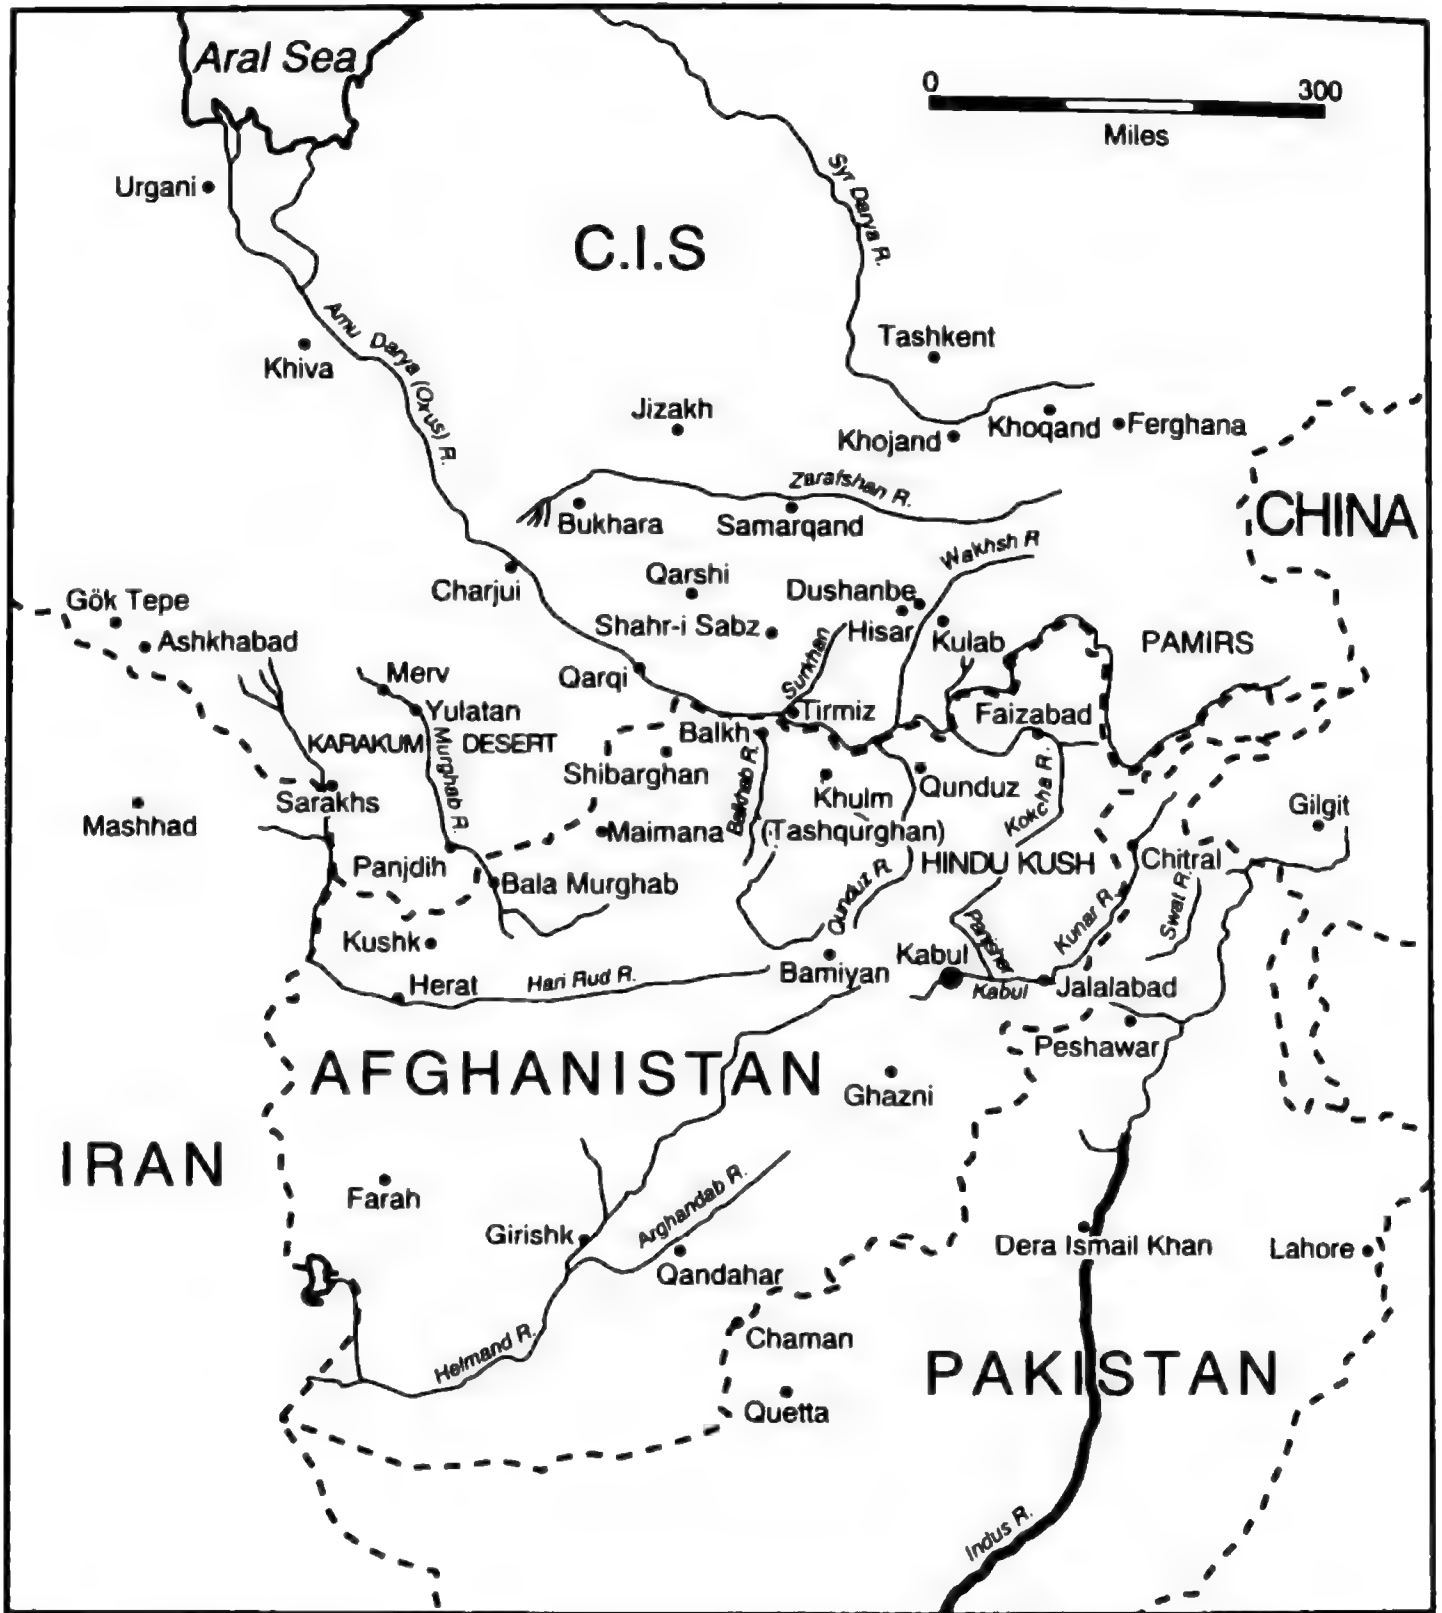 Aral Sea
0 300
Miles
Urgani
Syr Darya R.
C.I.S
Amu Darya (Oxus) R.
Tashkent
Khiva
Jizakh
Khojand
Khoqand
Ferghana
Zarafshan R.
CHINA
Bukhara
Samarqand
Wakhsh R
Charjui
Qarshi
Dushanbe
Gök Tepe
Ashkhabad
Shahr-i Sabz
Hisar
Kulab
PAMIRS
Surkhan
Merv
Qarqi
Yulatan
Tirmiz
Faizabad
Balkh
KARAKUM DESERT
Murghab R.
Shibarghan
Balkhab R.
Khulm
(Tashqurghan)
Qunduz
Kokcha R.
Sarakhs
Mashhad
Maimana
Gilgit
Panjdih
HINDU KUSH
Chitral
Bala Murghab
Qunduz R.
Panjsher
Kunar R.
Swat R.
Kushk
Kabul
Bamiyan
Herat
Hari Rud R.
Kabul
Jalalabad
Peshawar
AFGHANISTAN
Ghazni
IRAN
Farah
Arghandab R.
Girishk
Qandahar
Dera Ismail Khan
Lahore
Helmand R.
Chaman
PAKISTAN
Quetta
Indus R.